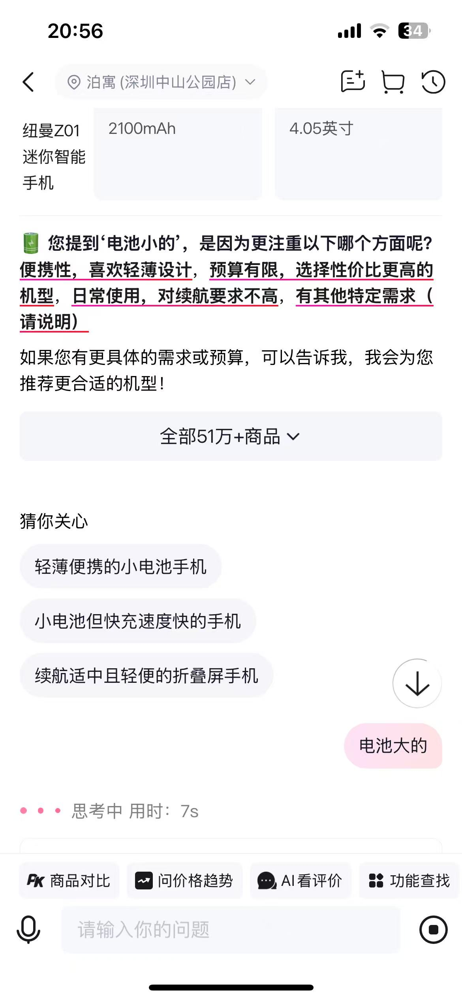 20:56
34
泊寓 (深圳中山公园店)
纽曼Z01
迷你智能
手机
2100mAh
4.05英寸
您提到‘电池小的’，是因为更注重以下哪个方面呢?
便携性，喜欢轻薄设计，预算有限，选择性价比更高的
机型，日常使用，对续航要求不高，有其他特定需求（
请说明）
如果您有更具体的需求或预算，可以告诉我，我会为您
推荐更合适的机型！
全部51万+商品
猜你关心
轻薄便携的小电池手机
小电池但快充速度快的手机
续航适中且轻便的折叠屏手机
电池大的
思考中 用时：7s
PK 商品对比
问价格趋势
AI看评价
功能查找
请输入你的问题